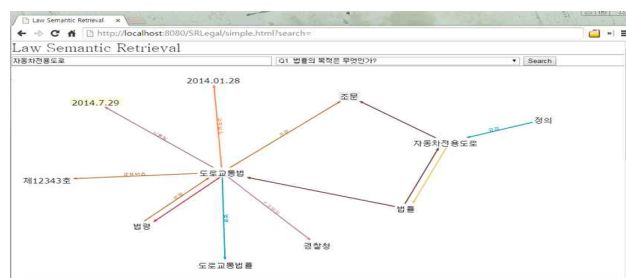 Law Semantic Retrieval
http://localhost:8080/SRLegal/simple.html?search=
Law Semantic Retrieval
자동차전용도로
Q1. 법률의 목적은 무엇인가?
Search
2014.01.28
2014.7.29
조문
정의
자동차전용도로
도로교통법
제12343호
법률
법령
경찰청
도로교통법률